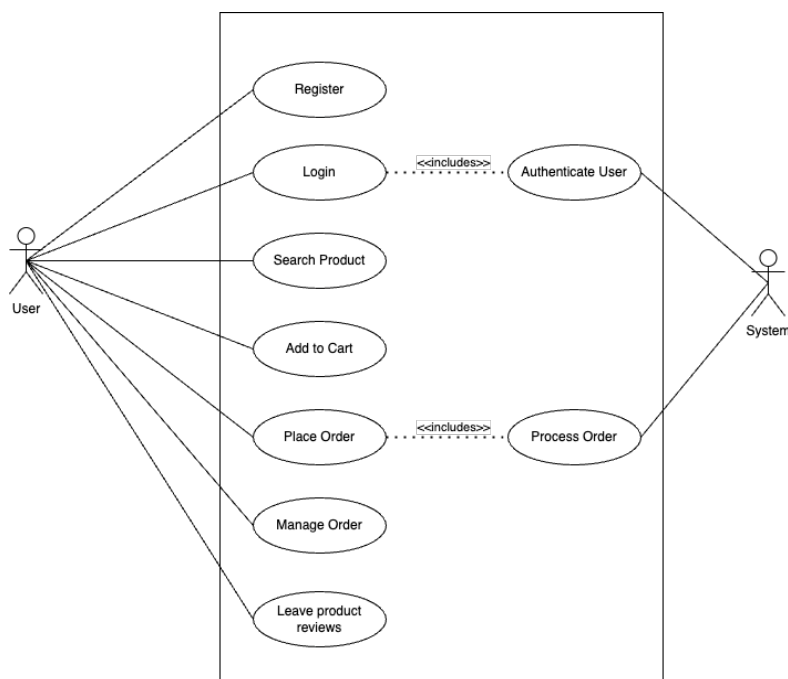 Register
Login
<<includes>>
Authenticate User
Search Product
User
System
Add to Cart
Place Order
<<includes>>
Process Order
Manage Order
Leave product
reviews